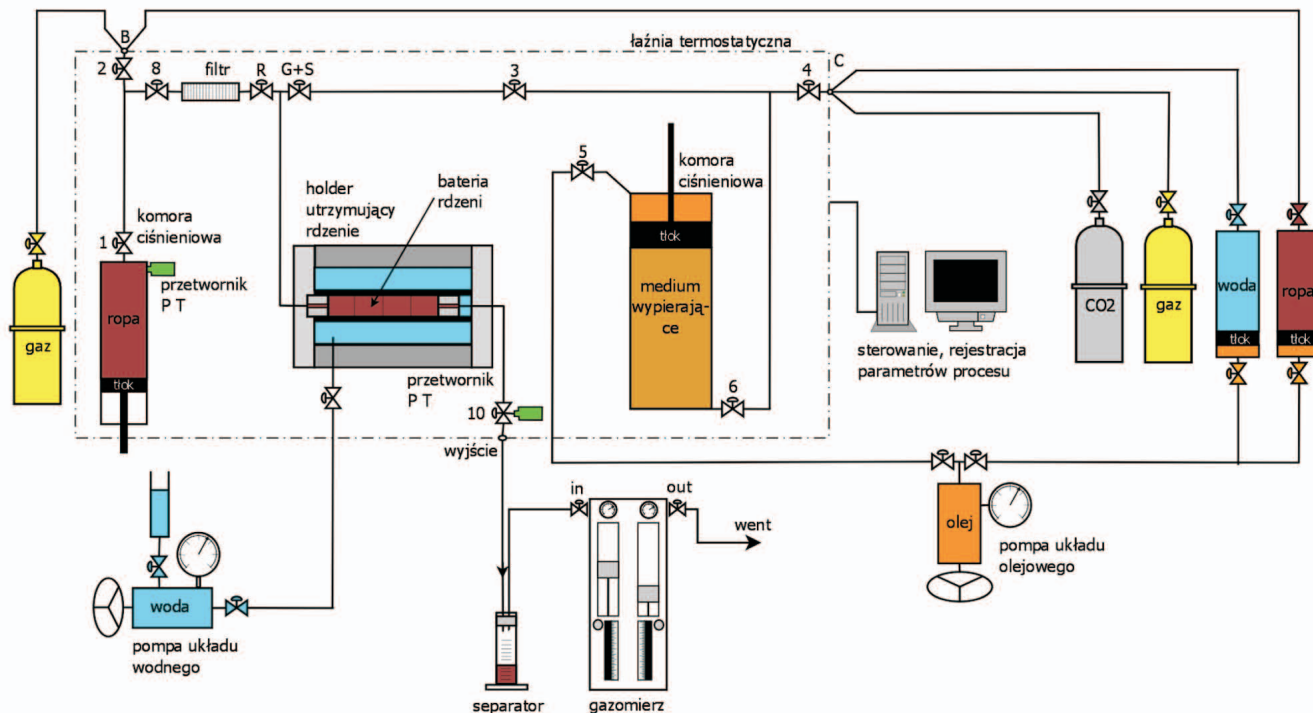 B
łaźnia termostatyczna
2
8
filtr
R
G+S
3
4
C
5
komora
ciśnieniowa
bateria
rdzeni
holder
utrzymujący
rdzenie
komora
ciśnieniowa
1
przetwornik
P T
tłok
medium
wypierają-
ce
ropa
tłok
gaz
CO2
gaz
woda
tłok
ropa
tłok
sterowanie, rejestracja
parametrów procesu
przetwornik
P T
6
10
wyjście
in
out
went
olej
pompa układu
olejowego
woda
pompa układu
wodnego
separator
gazomierz